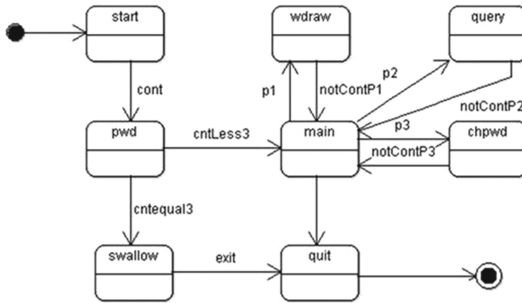 start
wdraw
query
cont
p1
notContP1
p2
notContP2
pwd
cntLess3
main
p3
chpwd
notContP3
cntequal3
swallow
exit
quit